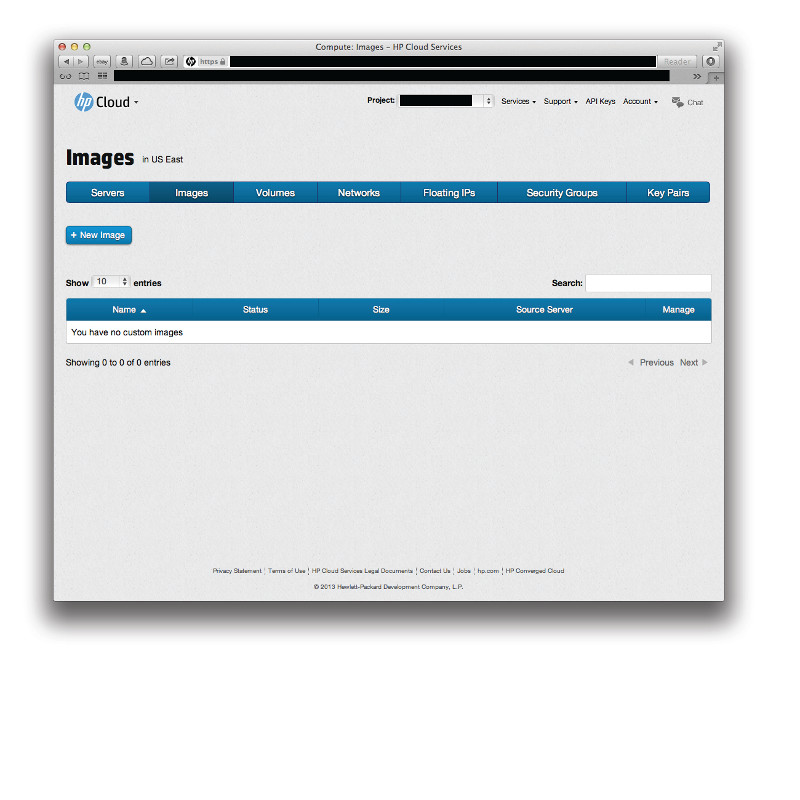 Compute: Images – HP Cloud Services
ebay hp https Reader
hp Cloud Project: Services Support API Keys Account Chat
Images in US East
Servers Images Volumes Networks Floating IPs Security Groups Key Pairs
+ New Image
Show 10 entries Search:
Name Status Size Source Server Manage
You have no custom images
Showing 0 to 0 of 0 entries Previous Next
Privacy Statement ¦ Terms of Use ¦ HP Cloud Services Legal Documents ¦ Contact Us ¦ Jobs ¦ hp.com ¦ HP Converged Cloud
© 2013 Hewlett-Packard Development Company, L.P.